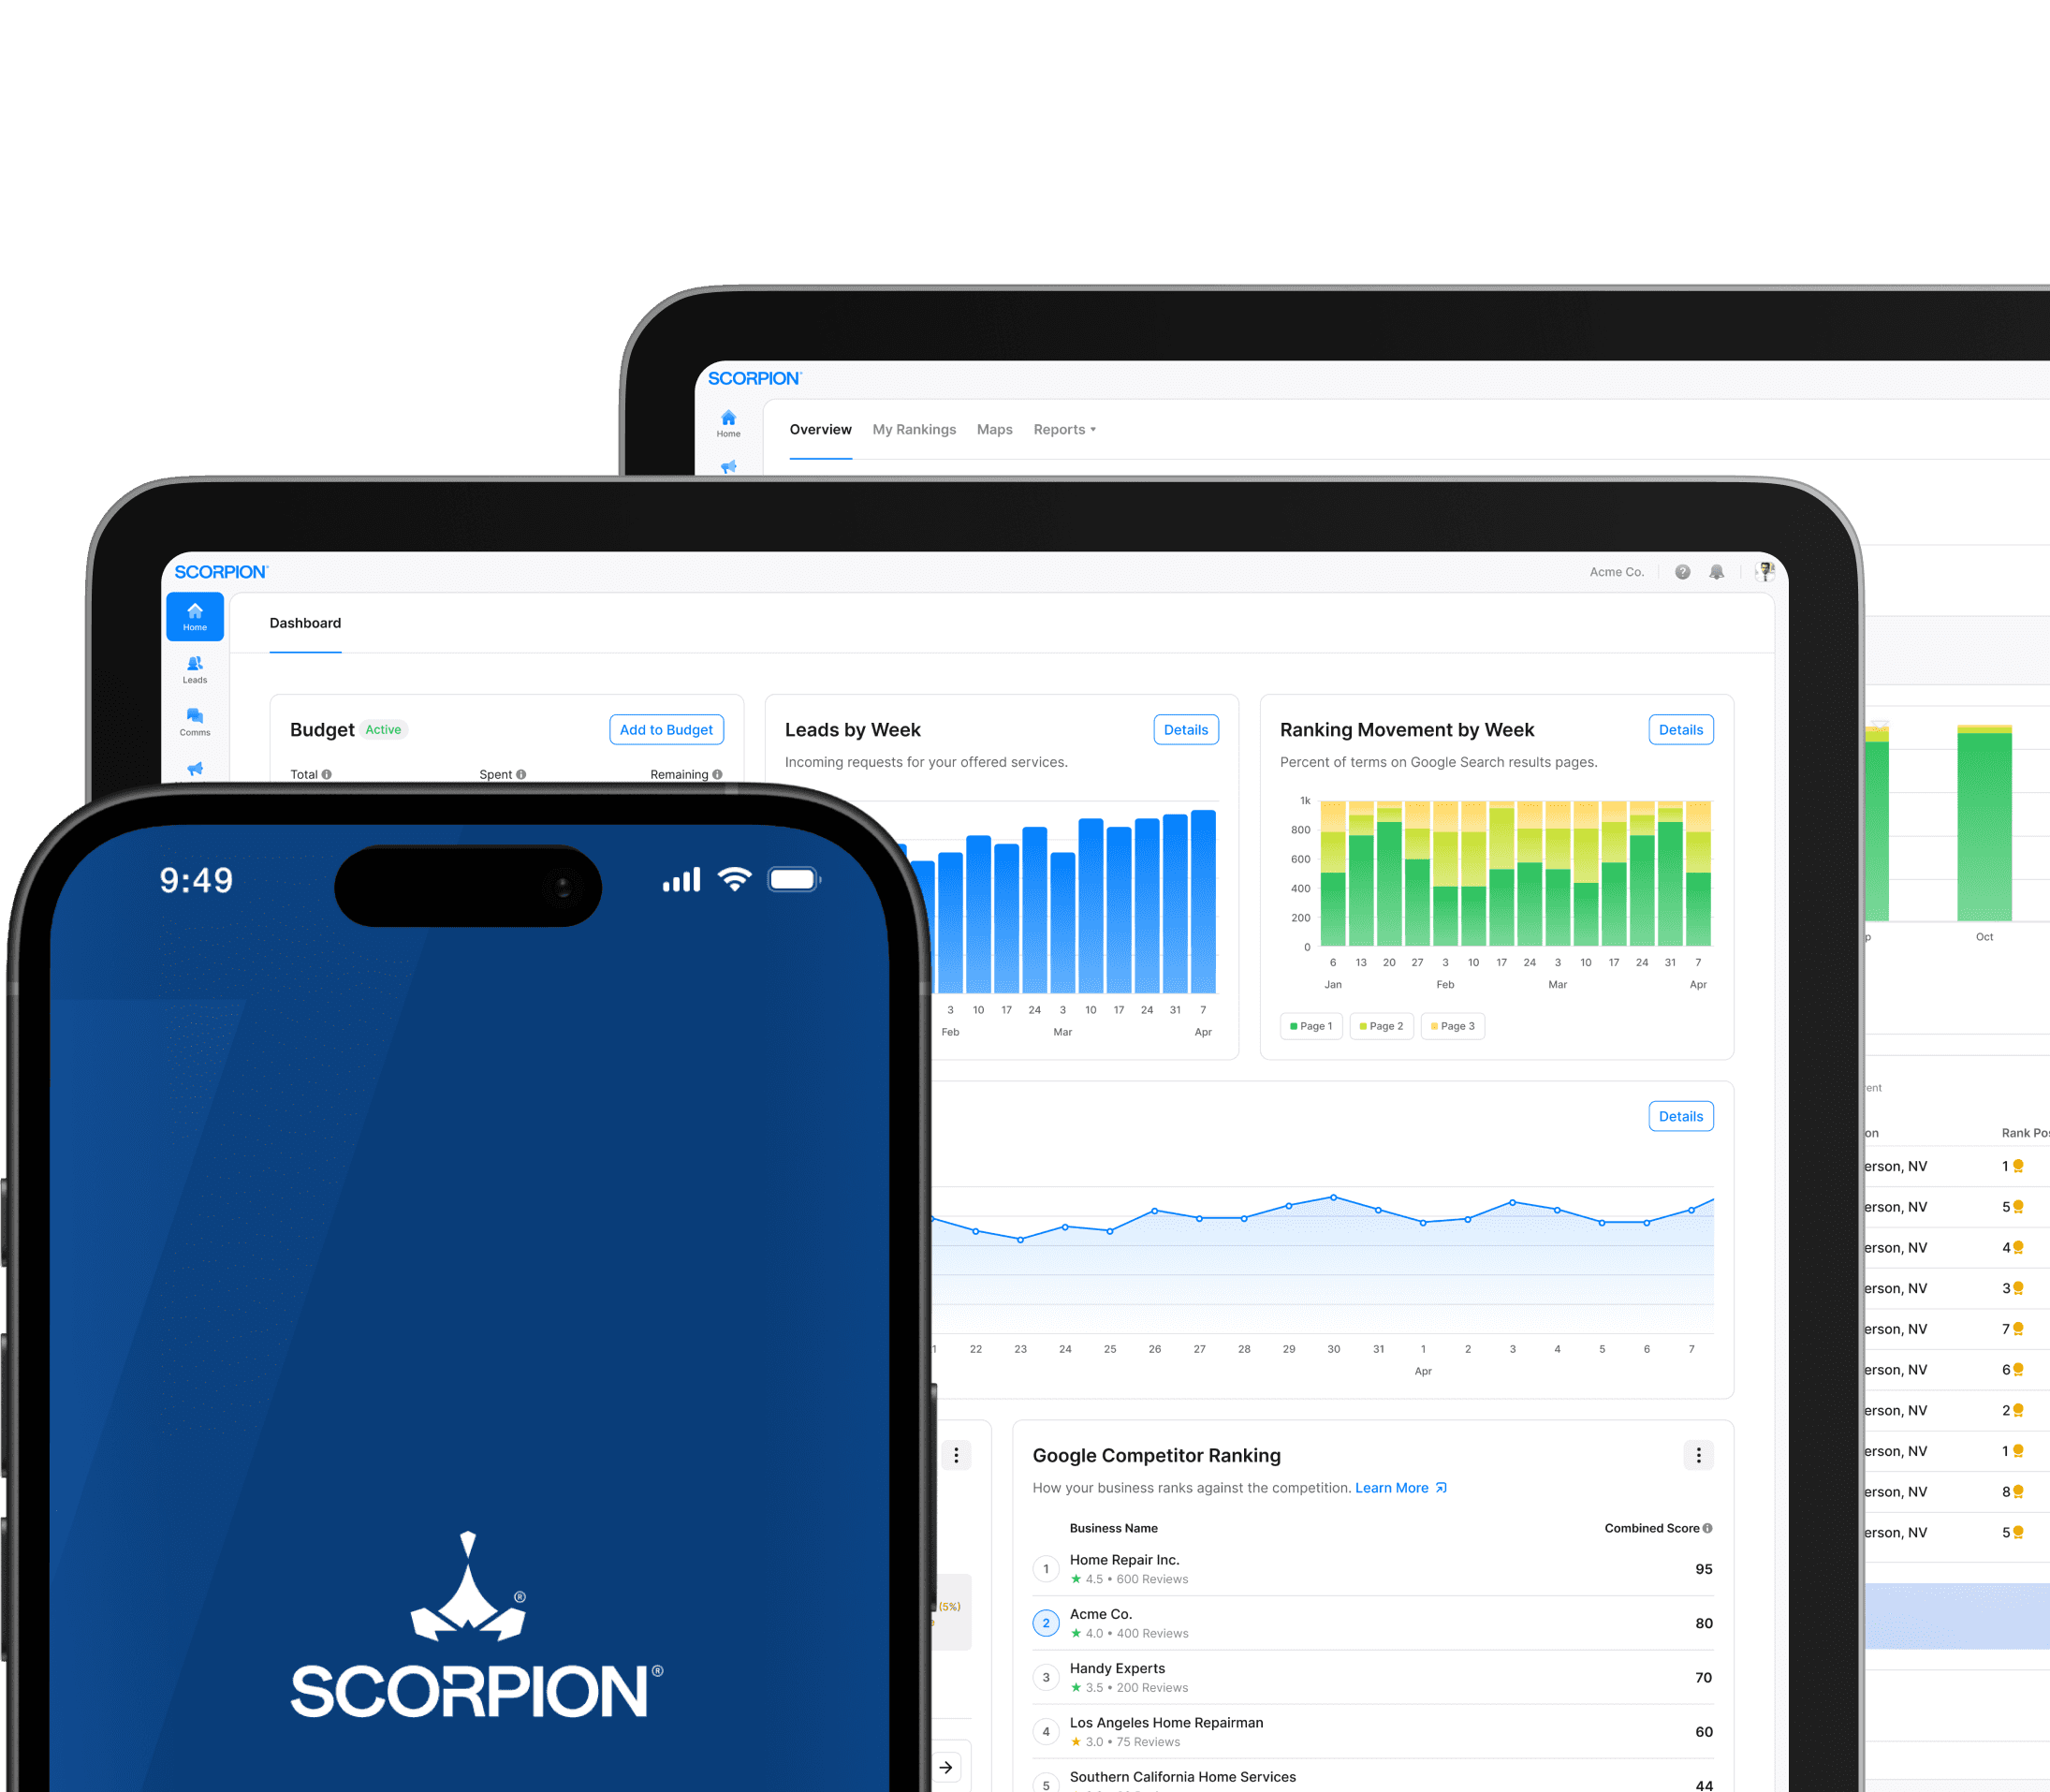 SCORPION
Home
Overview My Rankings Maps Reports
SCORPION
Acme Co.
Home
Leads
Comms
Dashboard
Budget Active
Add to Budget
Total Spent Remaining
Leads by Week
Details
Incoming requests for your offered services.
3 10 17 24 3 10 17 24 31 7
Feb Mar Apr
Ranking Movement by Week
Details
Percent of terms on Google Search results pages.
1k
800
600
400
200
0
6 13 20 27 3 10 17 24 3 10 17 24 31 7
Jan Feb Mar Apr
Page 1 Page 2 Page 3
Oct
Details
22 23 24 25 26 27 28 29 30 31 1 2 3 4 5 6 7
Apr
Google Competitor Ranking
How your business ranks against the competition. Learn More
Business Name Combined Score
1 Home Repair Inc. 95
4.5 • 600 Reviews
2 Acme Co. 80
4.0 • 400 Reviews
3 Handy Experts 70
3.5 • 200 Reviews
4 Los Angeles Home Repairman 60
3.0 • 75 Reviews
5 Southern California Home Services 44
(5%)
Rank Pos
erson, NV 1
erson, NV 5
erson, NV 4
erson, NV 3
erson, NV 7
erson, NV 6
erson, NV 2
erson, NV 1
erson, NV 8
erson, NV 5
9:49
SCORPION®